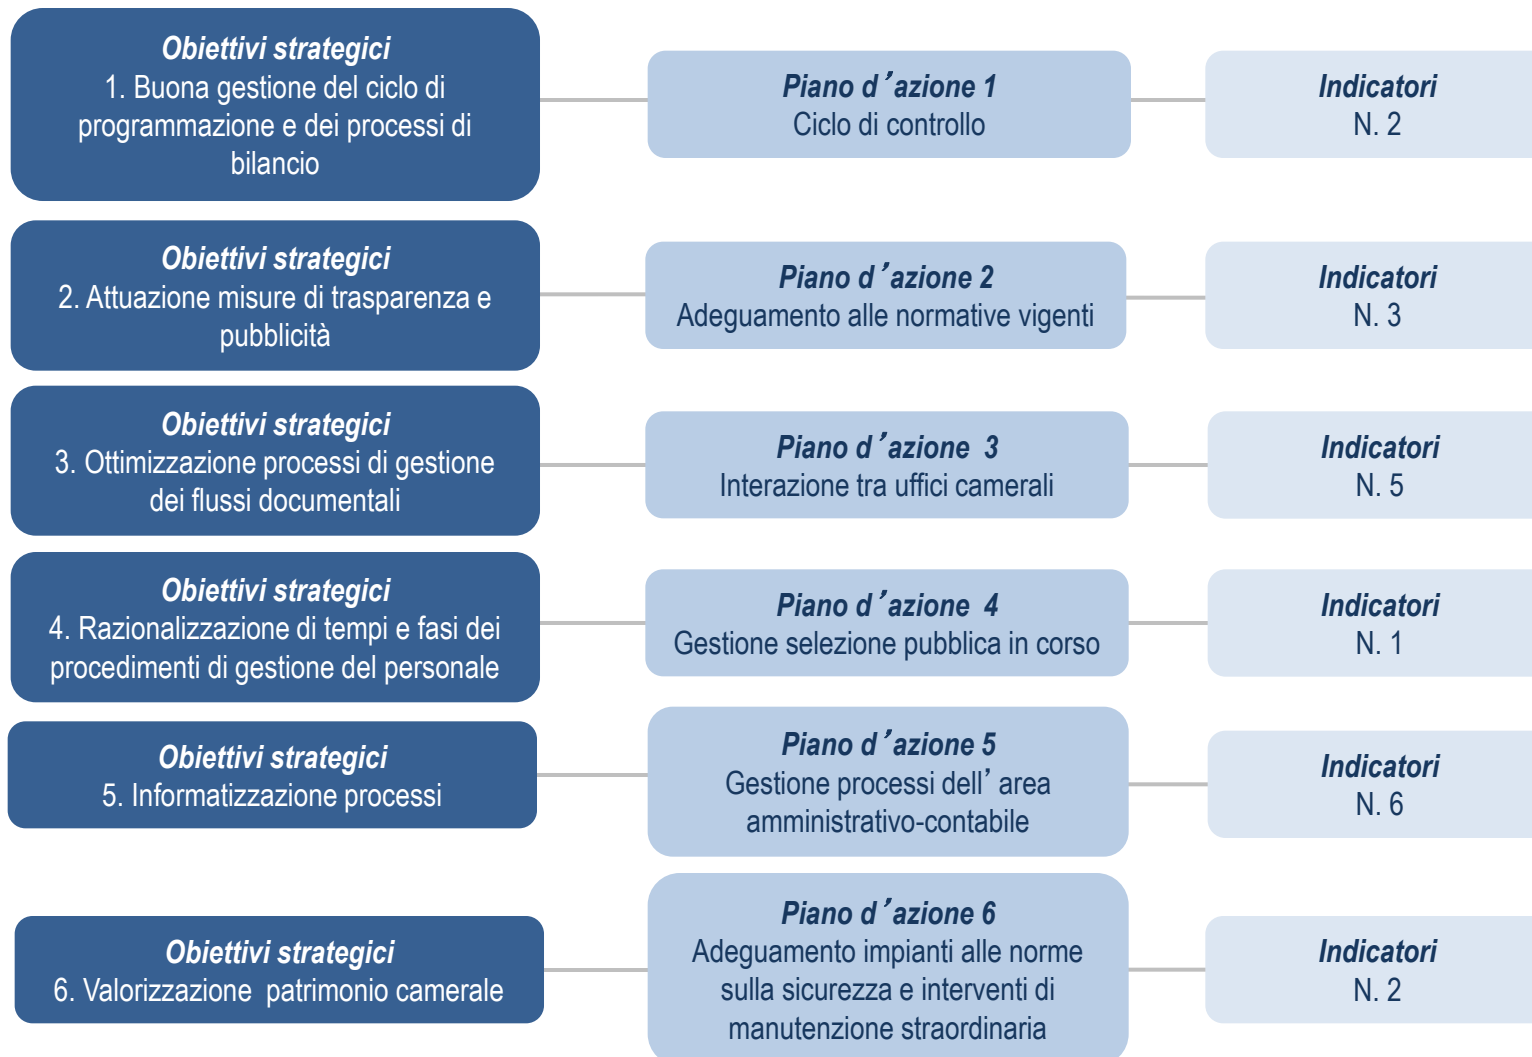 Obiettivi strategici
1. Buona gestione del ciclo di
programmazione e dei processi di
bilancio
Piano d’azione 1
Ciclo di controllo
Indicatori
N. 2
Obiettivi strategici
2. Attuazione misure di trasparenza e
pubblicità
Piano d’azione 2
Adeguamento alle normative vigenti
Indicatori
N. 3
Obiettivi strategici
3. Ottimizzazione processi di gestione
dei flussi documentali
Piano d’azione 3
Interazione tra uffici camerali
Indicatori
N. 5
Obiettivi strategici
4. Razionalizzazione di tempi e fasi dei
procedimenti di gestione del personale
Piano d’azione 4
Gestione selezione pubblica in corso
Indicatori
N. 1
Obiettivi strategici
5. Informatizzazione processi
Piano d’azione 5
Gestione processi dell’ area
amministrativo-contabile
Indicatori
N. 6
Obiettivi strategici
6. Valorizzazione patrimonio camerale
Piano d’azione 6
Adeguamento impianti alle norme
sulla sicurezza e interventi di
manutenzione straordinaria
Indicatori
N. 2